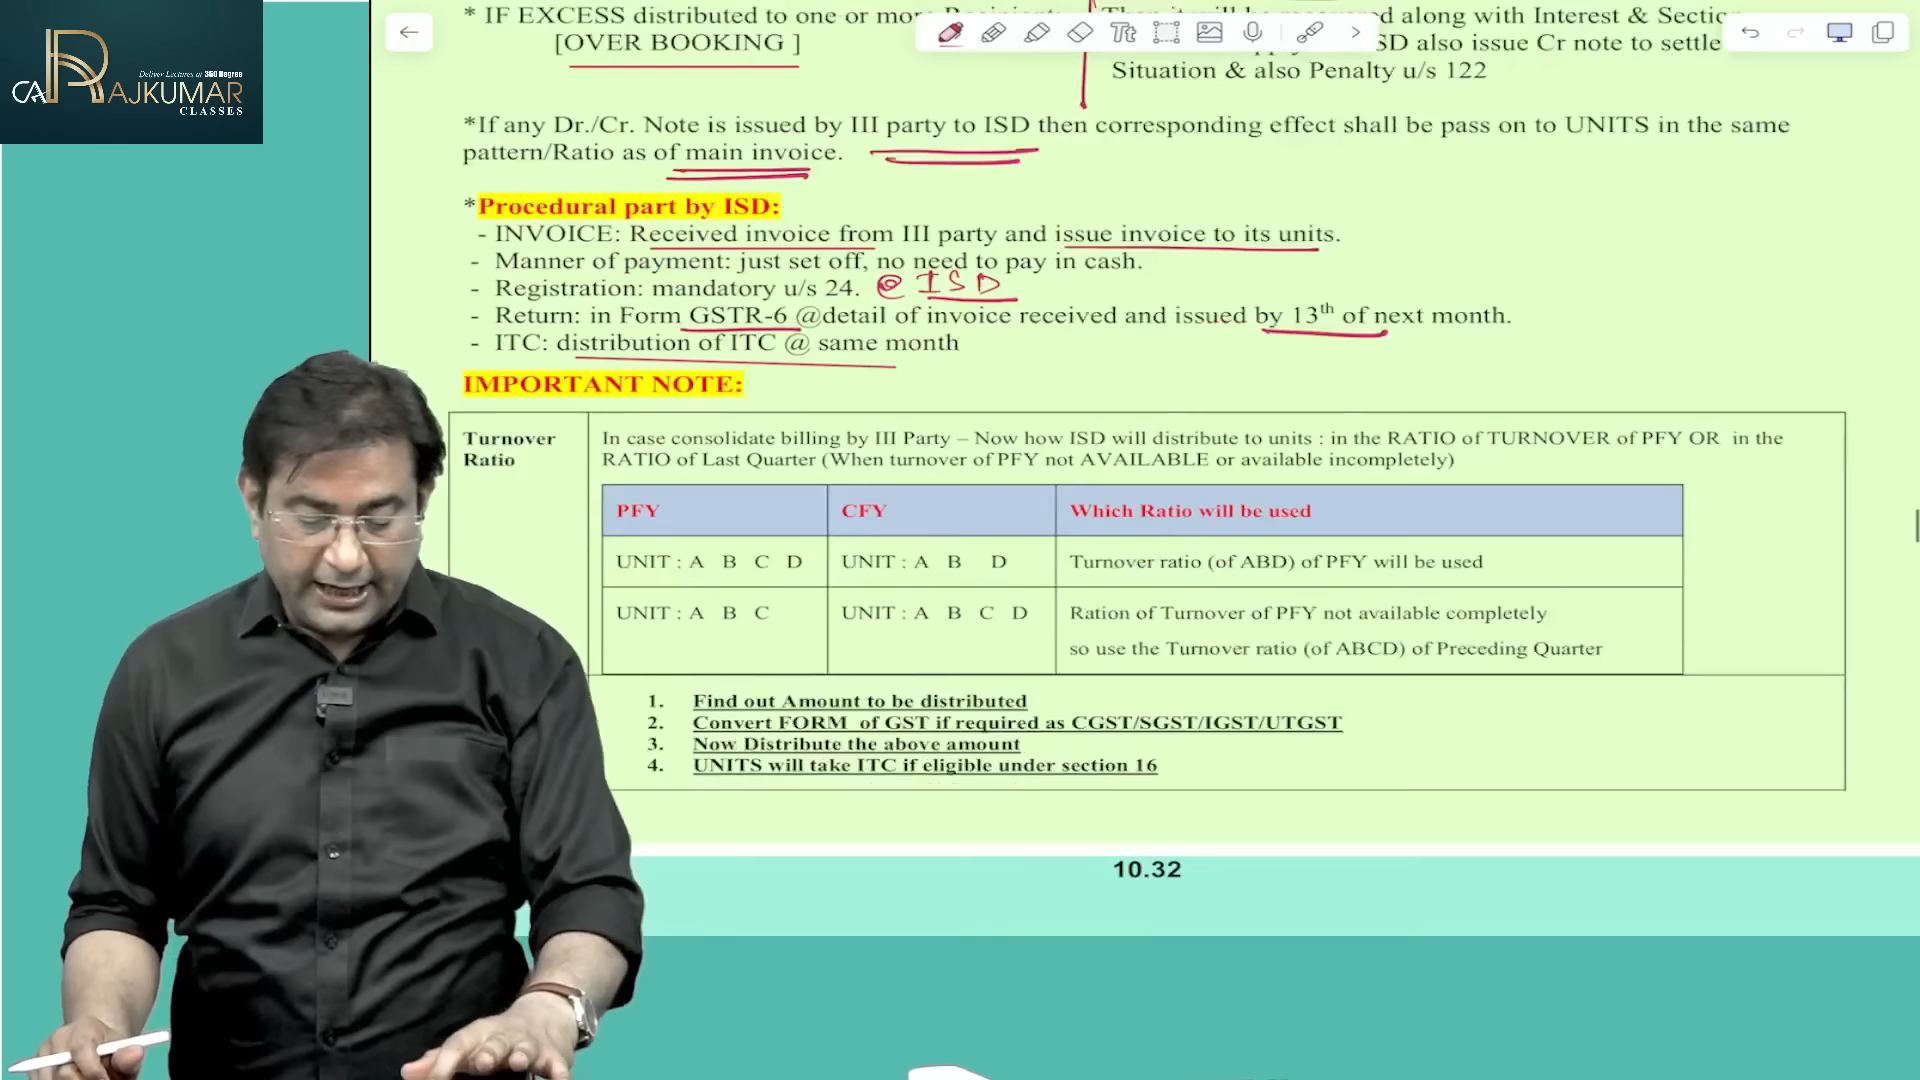 Deliver Lectures at 360 Degree
CA RAJKUMAR
CLASSES
* IF EXCESS distributed to one or more
[OVER BOOKING ]
along with Interest &
SD also issue Cr note to settle
Situation & also Penalty u/s 122
*If any Dr./Cr. Note is issued by III party to ISD then corresponding effect shall be pass on to UNITS in the same
pattern/Ratio as of main invoice.
*Procedural part by ISD:
- INVOICE: Received invoice from III party and issue invoice to its units.
- Manner of payment: just set off, no need to pay in cash.
- Registration: mandatory u/s 24. @ ISD
- Return: in Form GSTR-6 @detail of invoice received and issued by 13th of next month.
- ITC: distribution of ITC @ same month
IMPORTANT NOTE:
Turnover
Ratio
In case consolidate billing by III Party – Now how ISD will distribute to units : in the RATIO of TURNOVER of PFY OR in the
RATIO of Last Quarter (When turnover of PFY not AVAILABLE or available incompletely)
PFY CFY Which Ratio will be used
UNIT : A B C D UNIT : A B D Turnover ratio (of ABD) of PFY will be used
UNIT : A B C UNIT : A B C D Ration of Turnover of PFY not available completely
so use the Turnover ratio (of ABCD) of Preceding Quarter
1. Find out Amount to be distributed
2. Convert FORM of GST if required as CGST/SGST/IGST/UTGST
3. Now Distribute the above amount
4. UNITS will take ITC if eligible under section 16
10.32